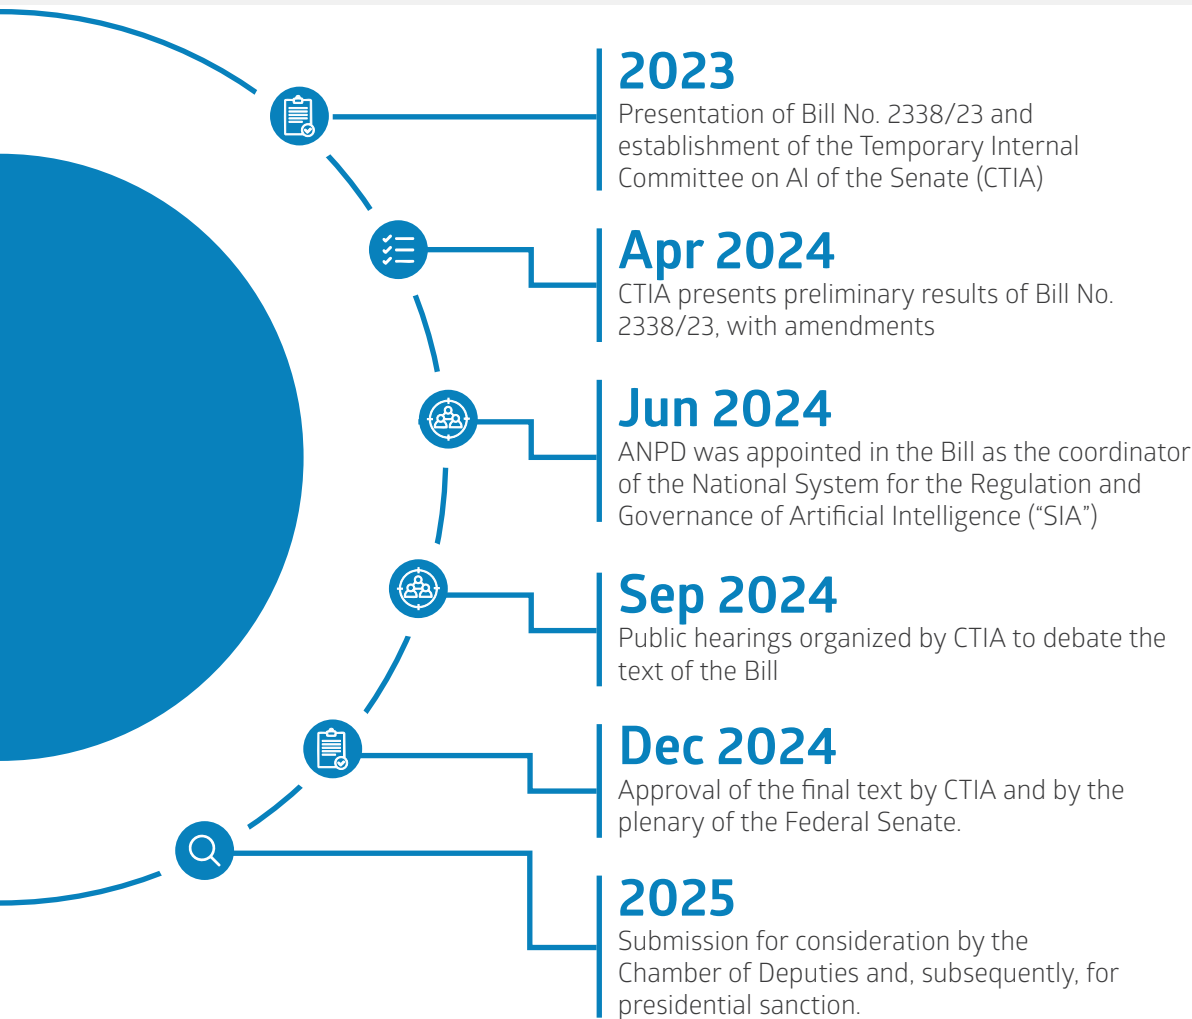 2023
Presentation of Bill No. 2338/23 and
establishment of the Temporary Internal
Committee on AI of the Senate (CTIA)
Apr 2024
CTIA presents preliminary results of Bill No.
2338/23, with amendments
Jun 2024
ANPD was appointed in the Bill as the coordinator
of the National System for the Regulation and
Governance of Artificial Intelligence (“SIA”)
Sep 2024
Public hearings organized by CTIA to debate the
text of the Bill
Dec 2024
Approval of the final text by CTIA and by the
plenary of the Federal Senate.
2025
Submission for consideration by the
Chamber of Deputies and, subsequently, for
presidential sanction.